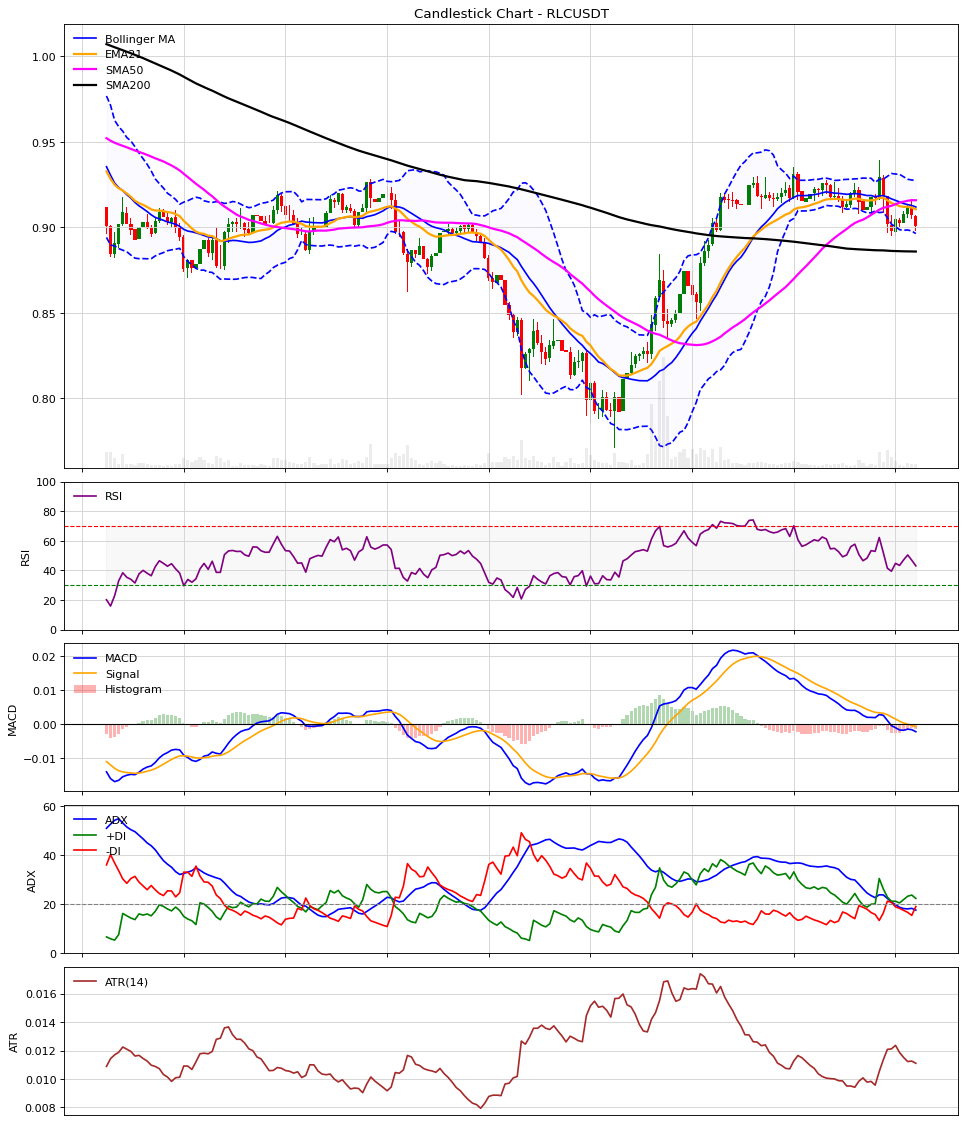 Candlestick Chart - RLCUSDT
Bollinger MA
EMA21
SMA50
SMA200
1.00
0.95
0.90
0.85
0.80
RSI
RSI
100
80
60
40
20
0
MACD
Signal
Histogram
MACD
0.02
0.01
0.00
−0.01
ADX
+DI
-DI
ADX
60
40
20
0
ATR(14)
ATR
0.016
0.014
0.012
0.010
0.008